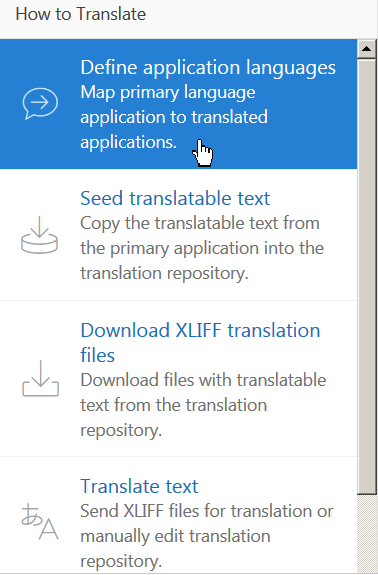 How to Translate
Define application languages
Map primary language
application to translated
applications.
Seed translatable text
Copy the translatable text from
the primary application into the
translation repository.
Download XLIFF translation
files
Download files with translatable
text from the translation
repository.
Translate text
Send XLIFF files for translation or
manually edit translation
repository.
あA